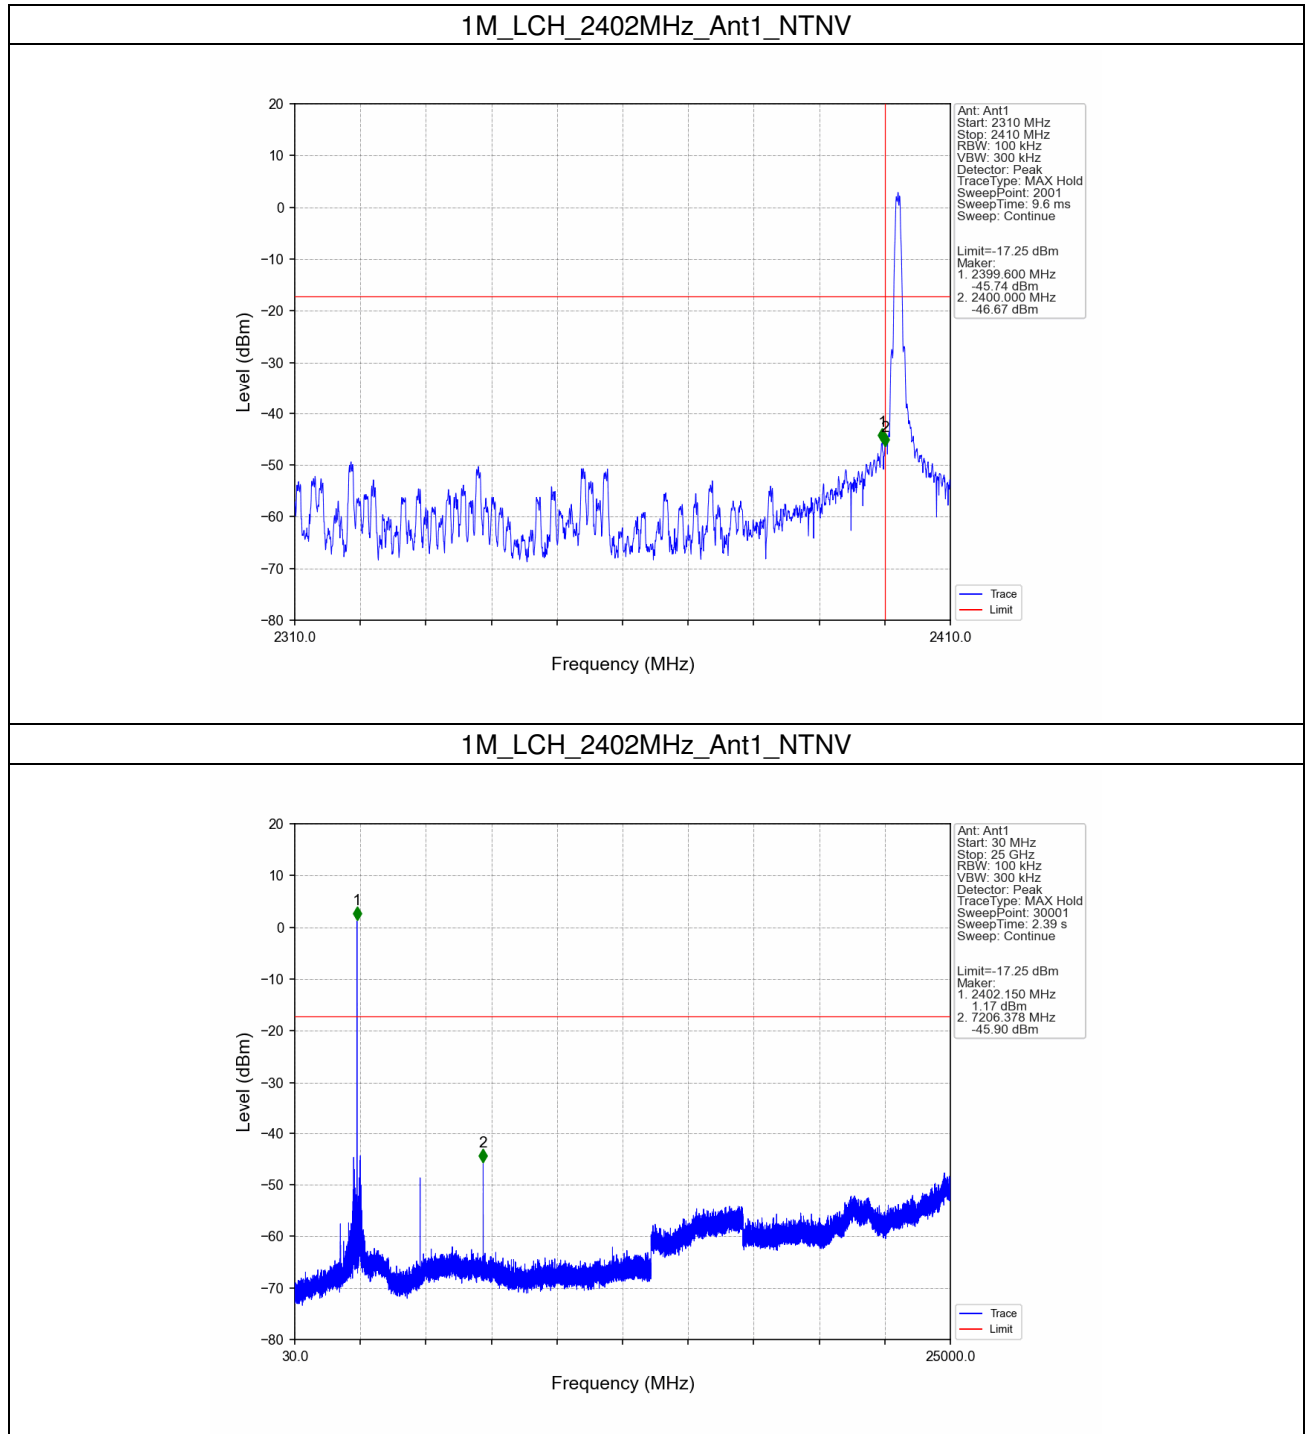 1M_LCH_2402MHz_Ant1_NTNV
20
10
0
−10
−20
−30
−40
−50
−60
−70
−80
Level (dBm)
1
2
2310.0
2410.0
Frequency (MHz)
Ant: Ant1
Start: 2310 MHz
Stop: 2410 MHz
RBW: 100 kHz
VBW: 300 kHz
Detector: Peak
TraceType: MAX Hold
SweepPoint: 2001
SweepTime: 9.6 ms
Sweep: Continue
Limit=-17.25 dBm
Maker:
1. 2399.600 MHz
-45.74 dBm
2. 2400.000 MHz
-46.67 dBm
Trace
Limit
1M_LCH_2402MHz_Ant1_NTNV
20
10
0
−10
−20
−30
−40
−50
−60
−70
−80
Level (dBm)
1
2
30.0
25000.0
Frequency (MHz)
Ant: Ant1
Start: 30 MHz
Stop: 25 GHz
RBW: 100 kHz
VBW: 300 kHz
Detector: Peak
TraceType: MAX Hold
SweepPoint: 30001
SweepTime: 2.39 s
Sweep: Continue
Limit=-17.25 dBm
Maker:
1. 2402.150 MHz
1.17 dBm
2. 7206.378 MHz
-45.90 dBm
Trace
Limit